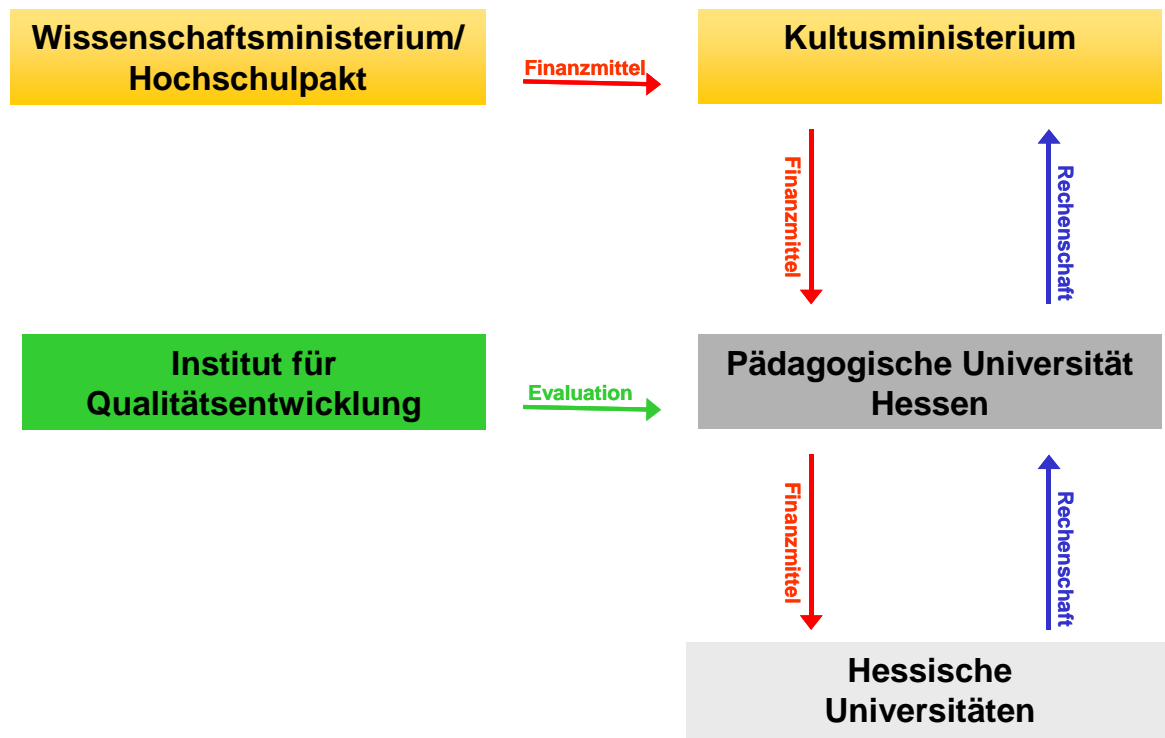 Wissenschaftsministerium/
Hochschulpakt
Finanzmittel
Kultusministerium
Finanzmittel
Rechenschaft
Institut für
Qualitätsentwicklung
Evaluation
Pädagogische Universität
Hessen
Finanzmittel
Rechenschaft
Hessische
Universitäten